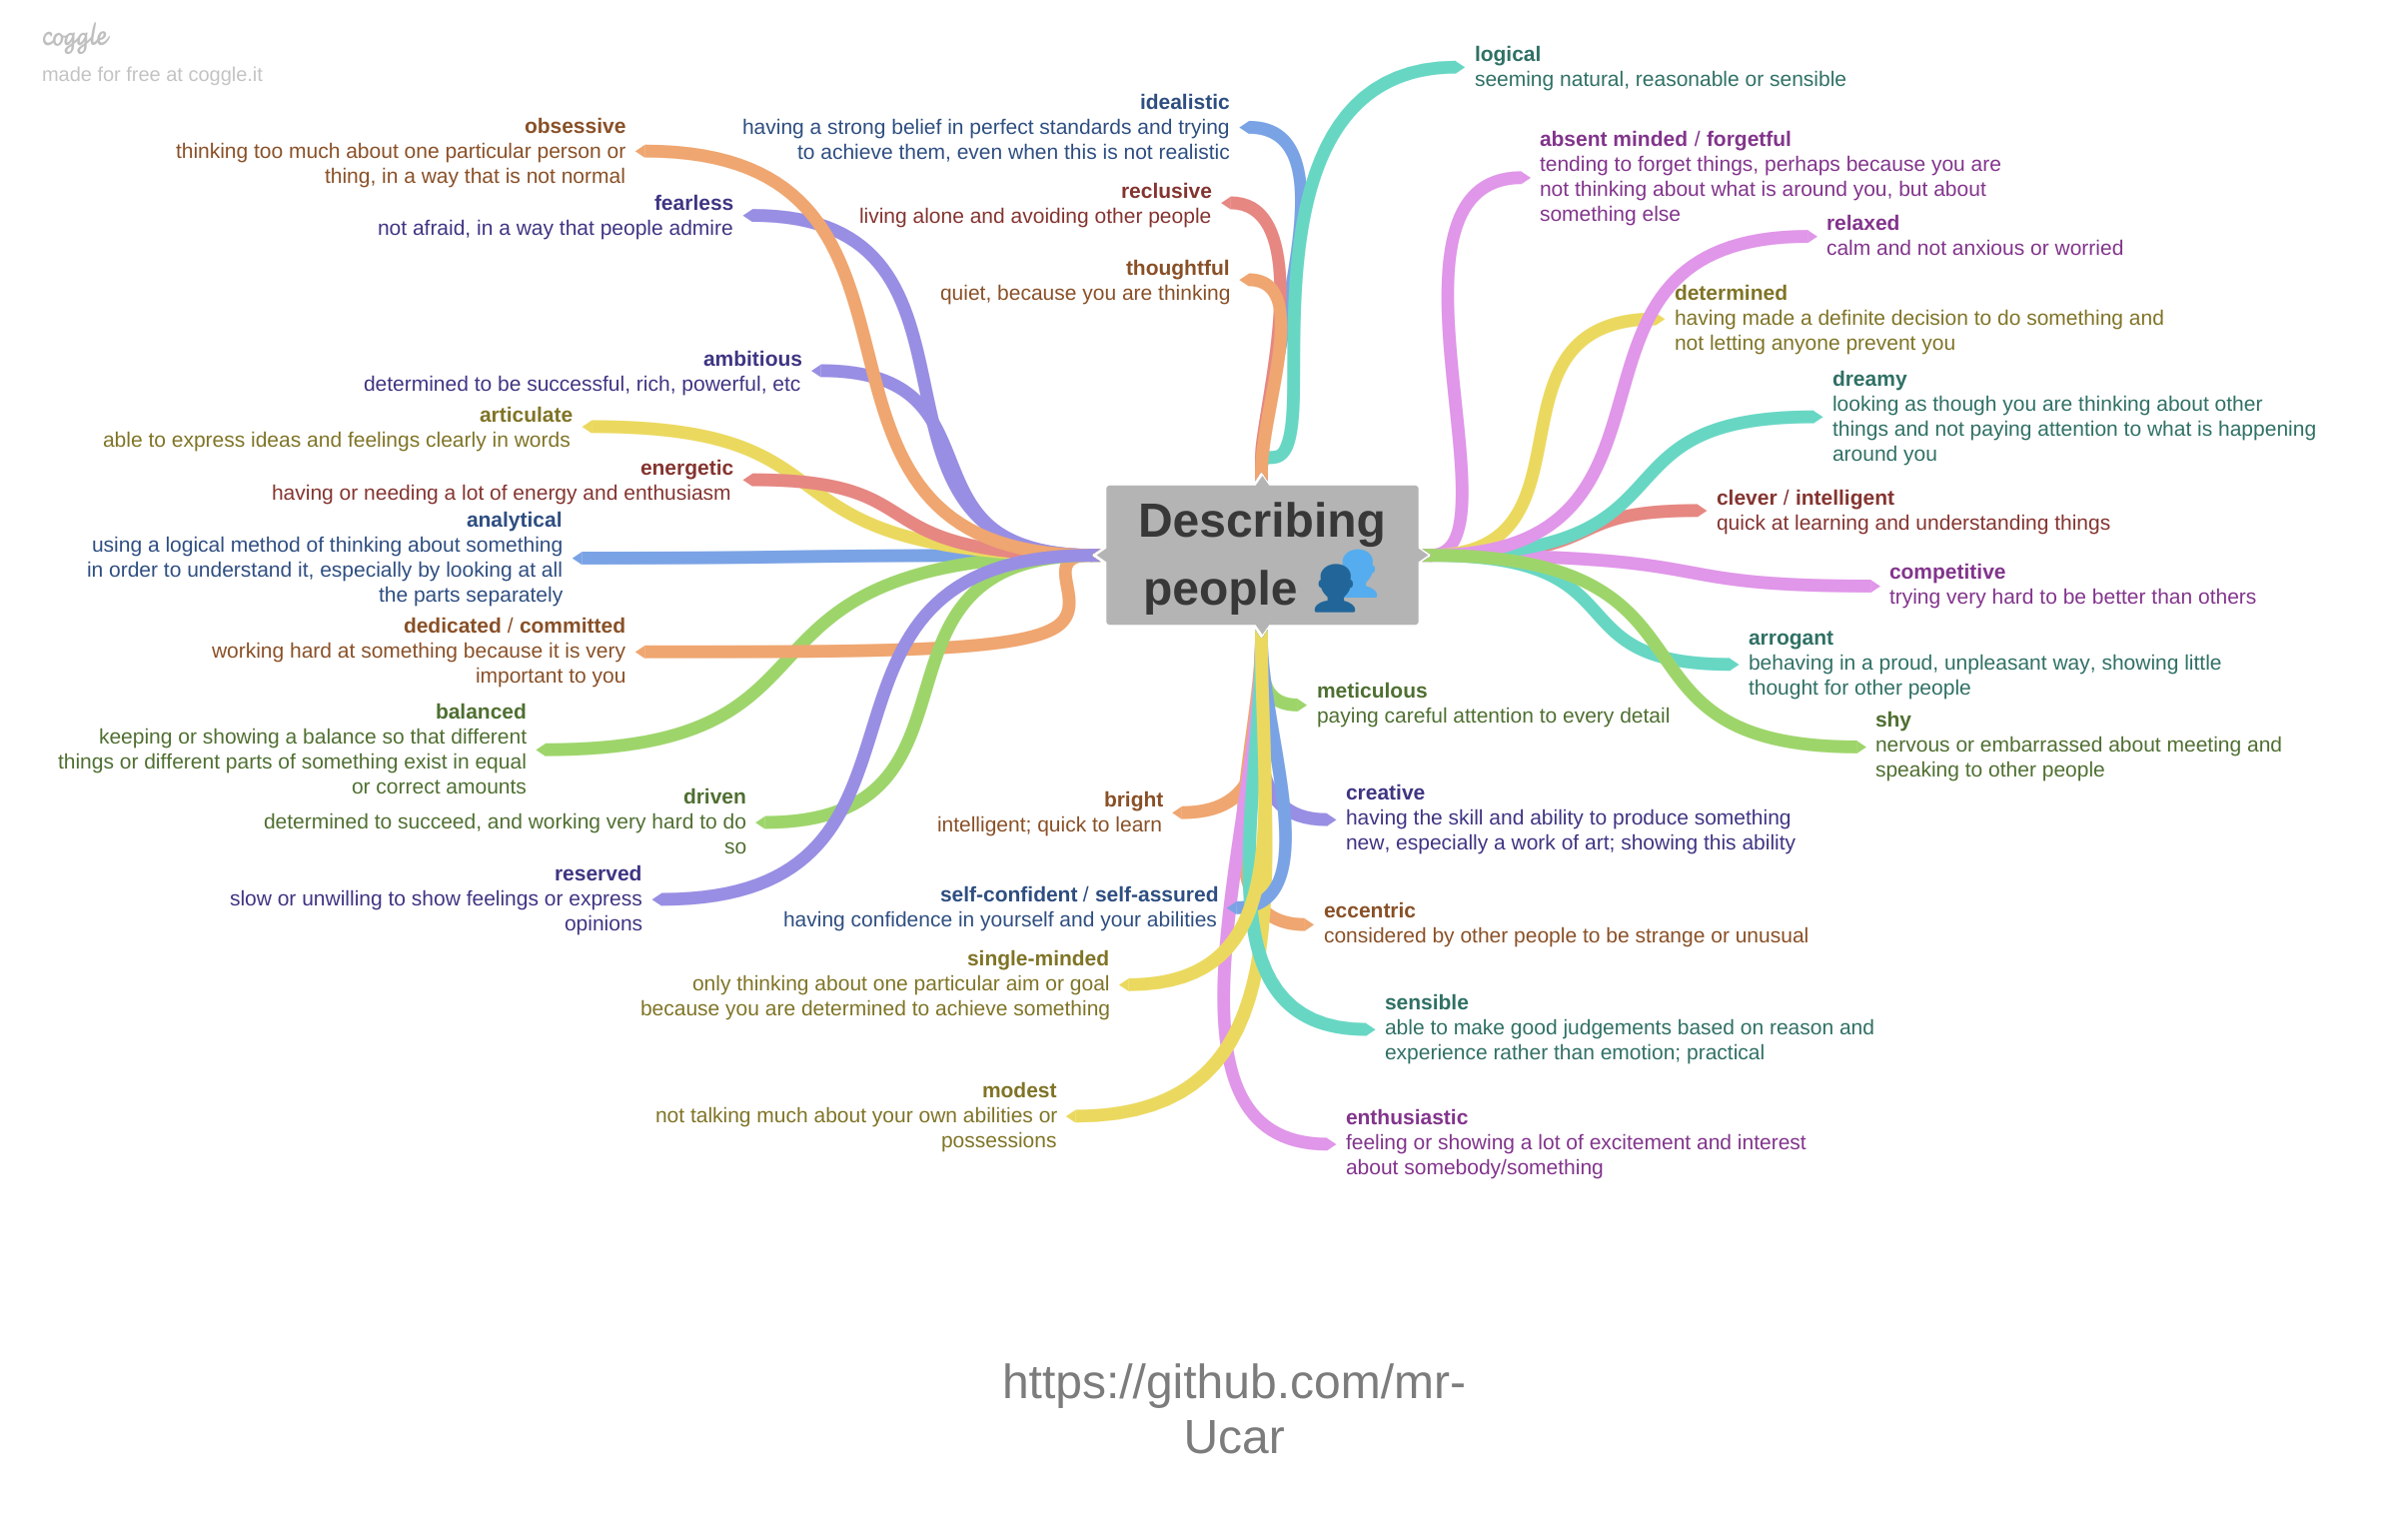 coggle
made for free at coggle.it
logical
seeming natural, reasonable or sensible
idealistic
having a strong belief in perfect standards and trying
to achieve them, even when this is not realistic
obsessive
thinking too much about one particular person or
thing, in a way that is not normal
absent minded / forgetful
tending to forget things, perhaps because you are
not thinking about what is around you, but about
something else
reclusive
living alone and avoiding other people
fearless
not afraid, in a way that people admire
relaxed
calm and not anxious or worried
thoughtful
quiet, because you are thinking
determined
having made a definite decision to do something and
not letting anyone prevent you
ambitious
determined to be successful, rich, powerful, etc
dreamy
looking as though you are thinking about other
things and not paying attention to what is happening
around you
articulate
able to express ideas and feelings clearly in words
energetic
having or needing a lot of energy and enthusiasm
clever / intelligent
quick at learning and understanding things
analytical
using a logical method of thinking about something
in order to understand it, especially by looking at all
the parts separately
Describing
people
competitive
trying very hard to be better than others
dedicated / committed
working hard at something because it is very
important to you
arrogant
behaving in a proud, unpleasant way, showing little
thought for other people
meticulous
paying careful attention to every detail
balanced
keeping or showing a balance so that different
things or different parts of something exist in equal
or correct amounts
shy
nervous or embarrassed about meeting and
speaking to other people
driven
determined to succeed, and working very hard to do
so
bright
intelligent; quick to learn
creative
having the skill and ability to produce something
new, especially a work of art; showing this ability
reserved
slow or unwilling to show feelings or express
opinions
self-confident / self-assured
having confidence in yourself and your abilities
eccentric
considered by other people to be strange or unusual
single-minded
only thinking about one particular aim or goal
because you are determined to achieve something
sensible
able to make good judgements based on reason and
experience rather than emotion; practical
modest
not talking much about your own abilities or
possessions
enthusiastic
feeling or showing a lot of excitement and interest
about somebody/something
https://github.com/mr-
Ucar